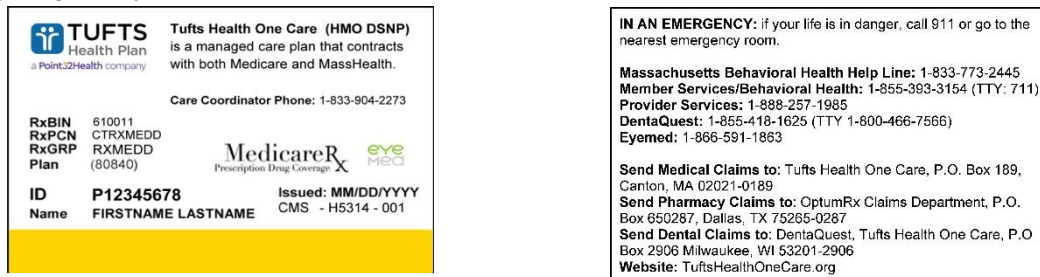 TUFTS
Health Plan
a Point32Health company
Tufts Health One Care (HMO DSNP)
is a managed care plan that contracts
with both Medicare and MassHealth.
Care Coordinator Phone: 1-833-904-2273
RxBIN 610011
RxPCN CTRXMEDD
RxGRP RXMEDD
Plan (80840)
MedicareRx
Prescription Drug Coverage X
eye
MED
ID P12345678
Name FIRSTNAME LASTNAME
Issued: MM/DD/YYYY
CMS - H5314 - 001
IN AN EMERGENCY: if your life is in danger, call 911 or go to the
nearest emergency room.
Massachusetts Behavioral Health Help Line: 1-833-773-2445
Member Services/Behavioral Health: 1-855-393-3154 (TTY: 711)
Provider Services: 1-888-257-1985
DentaQuest: 1-855-418-1625 (TTY 1-800-466-7566)
Eyemed: 1-866-591-1863
Send Medical Claims to: Tufts Health One Care, P.O. Box 189,
Canton, MA 02021-0189
Send Pharmacy Claims to: OptumRx Claims Department, P.O.
Box 650287, Dallas, TX 75265-0287
Send Dental Claims to: DentaQuest, Tufts Health One Care, P.O
Box 2906 Milwaukee, WI 53201-2906
Website: TuftsHealthOneCare.org